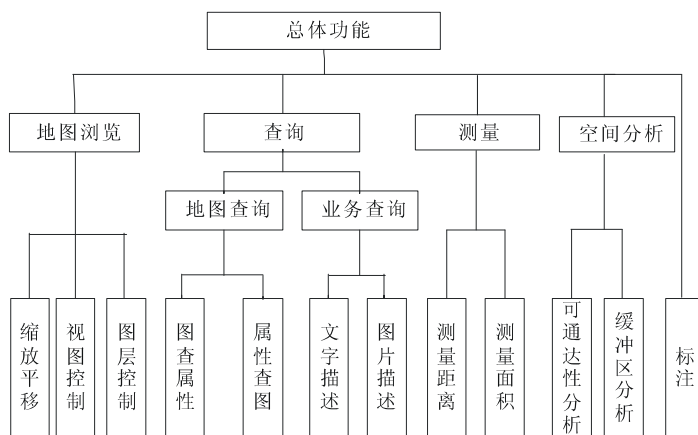 总体功能
地图浏览
查询
测量
空间分析
地图查询
业务查询
缩放平移
视图控制
图层控制
图查属性
属性查图
文字描述
图片描述
测量距离
测量面积
可通达性分析
缓冲区分析
标注